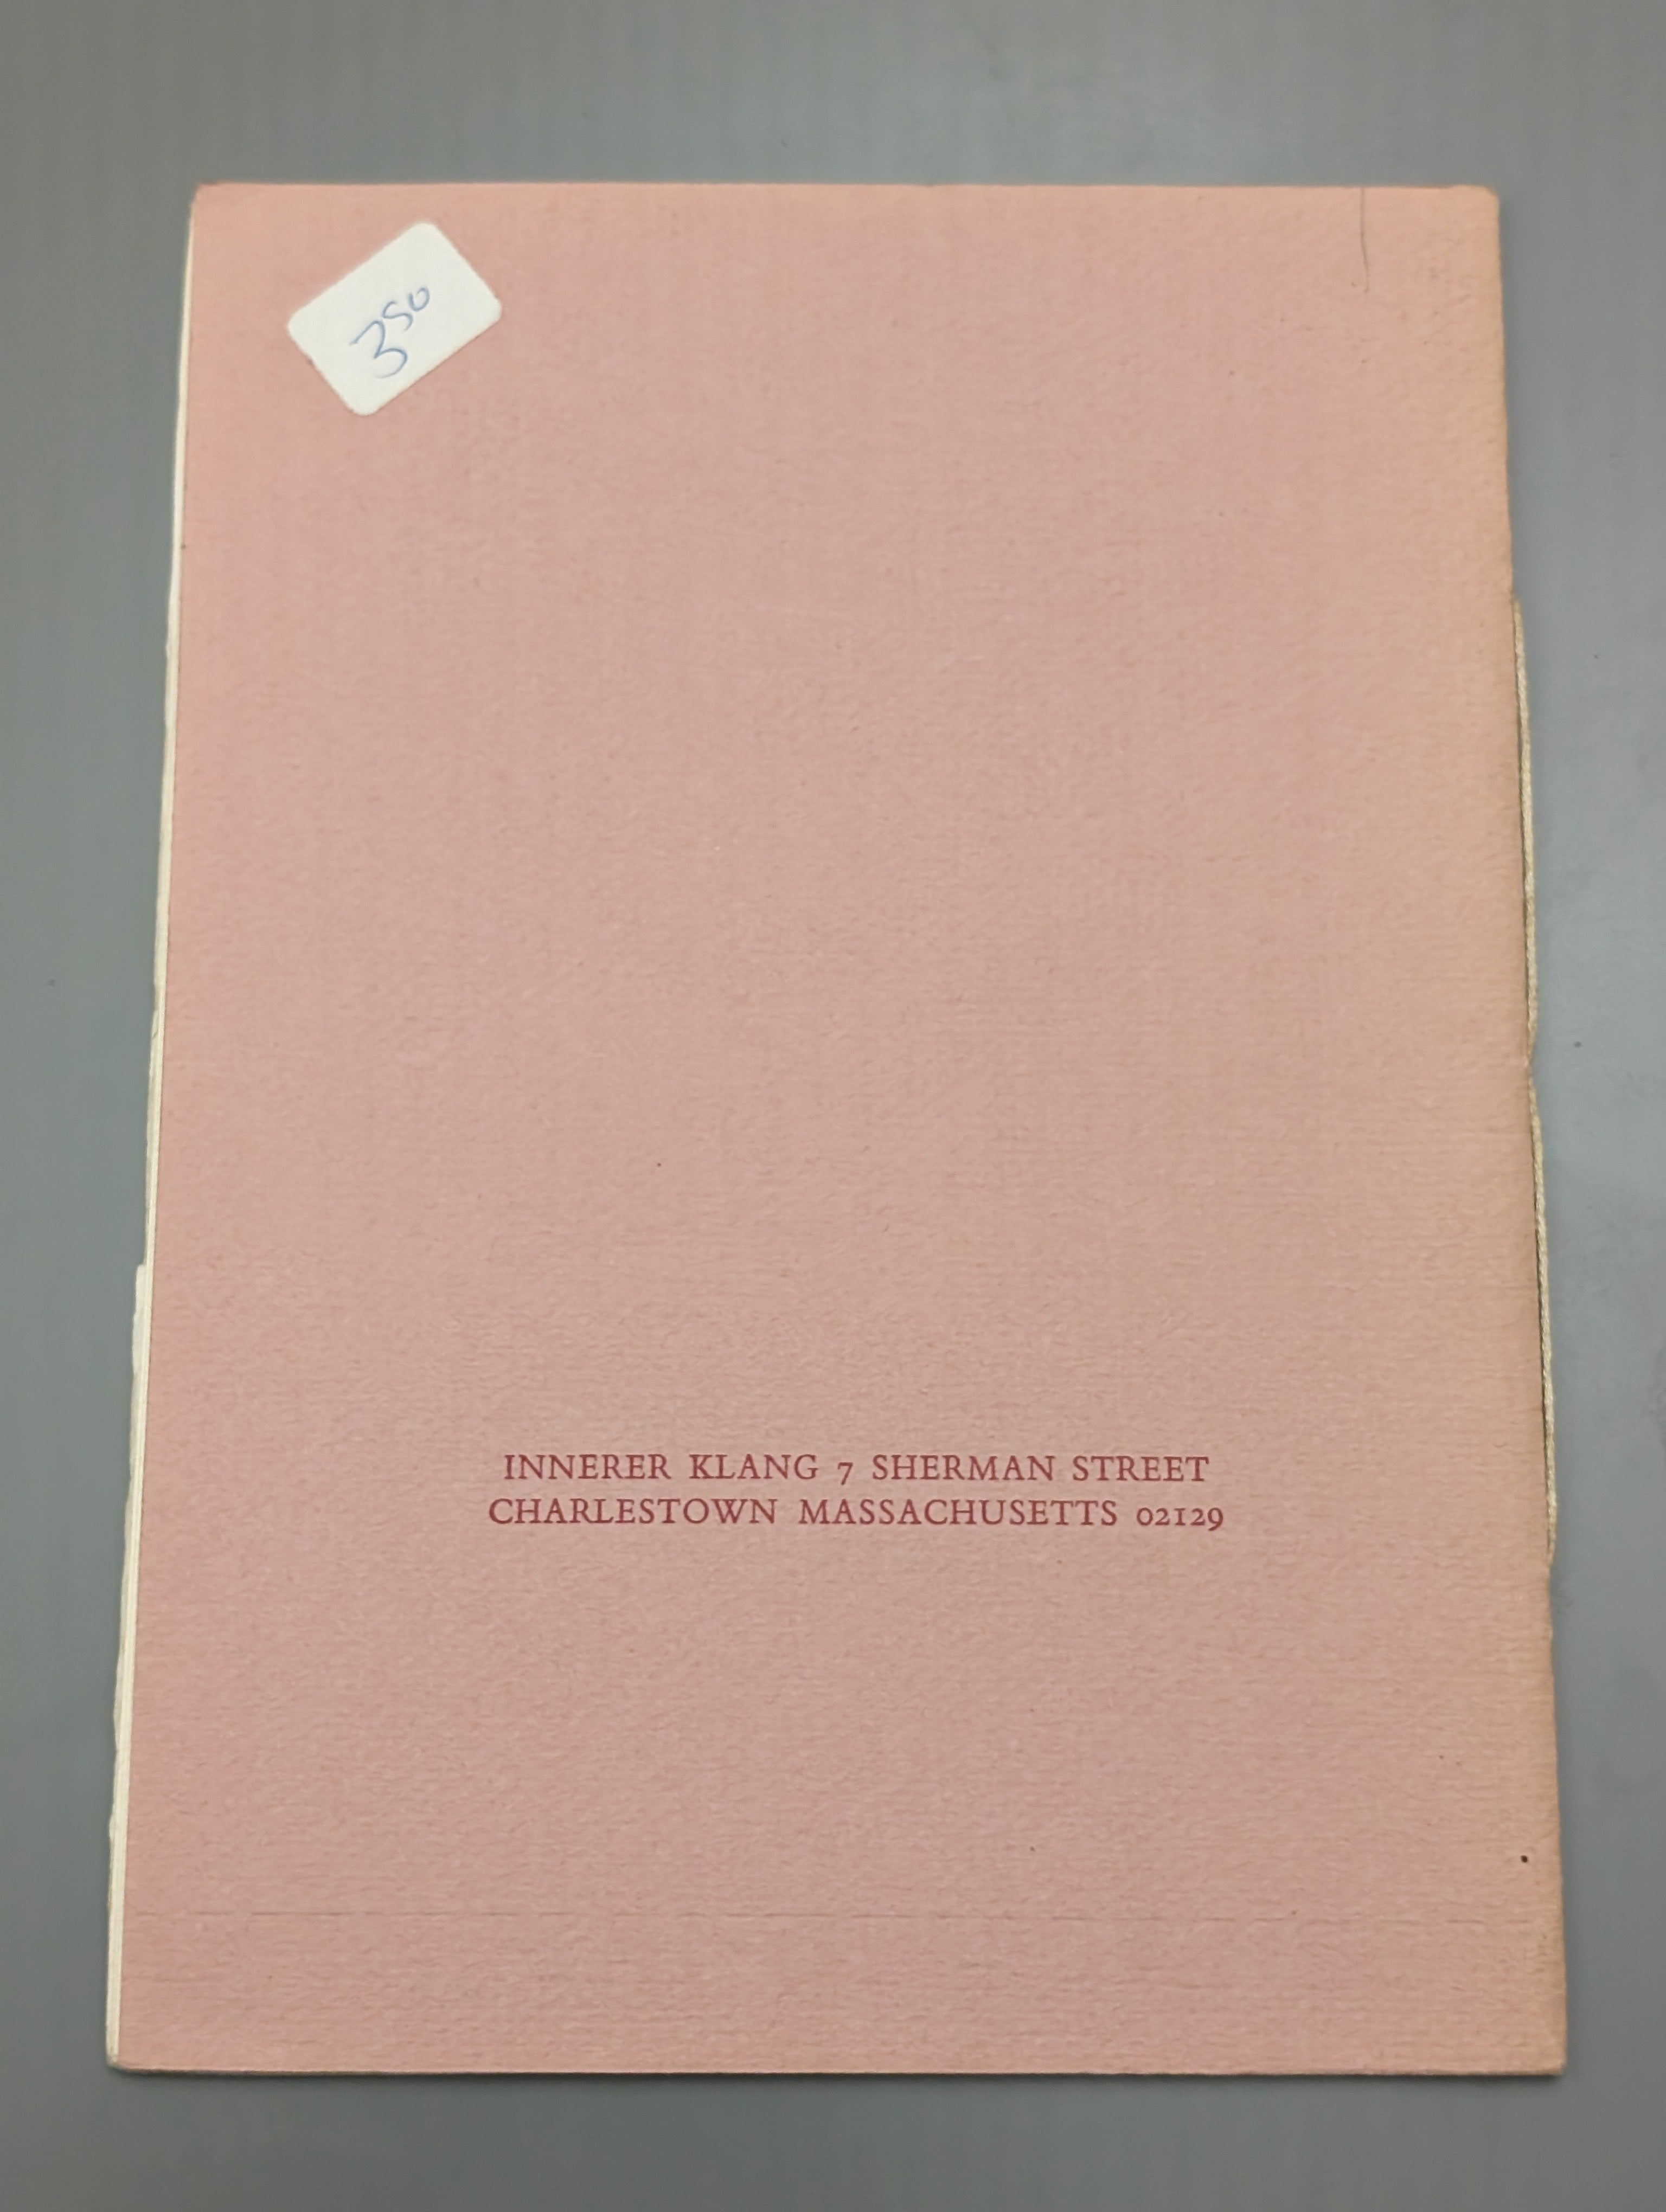 350
INNERER KLANG 7 SHERMAN STREET
CHARLESTOWN MASSACHUSETTS 02129